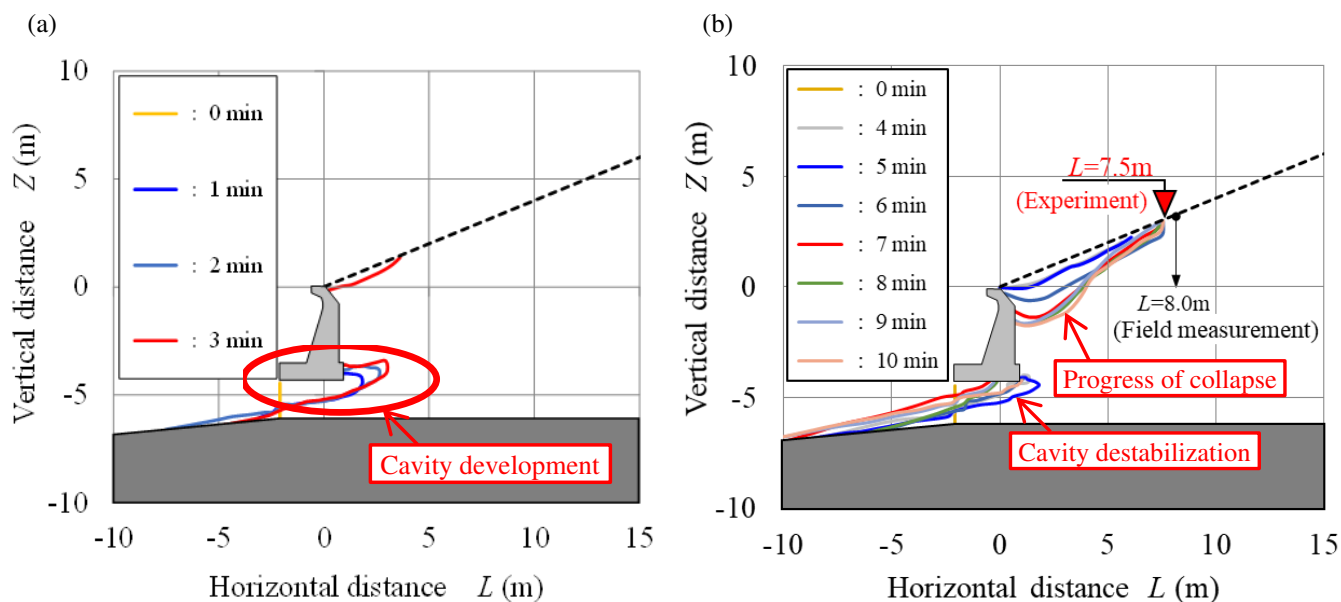 (a)
10
5
0
-5
-10
Vertical distance Z (m)
: 0 min
: 1 min
: 2 min
: 3 min
Cavity development
-10 -5 0 5 10 15
Horizontal distance L (m)
(b)
10
5
0
-5
-10
Vertical distance Z (m)
: 0 min
: 4 min
: 5 min
: 6 min
: 7 min
: 8 min
: 9 min
: 10 min
L=7.5m
(Experiment)
L=8.0m
(Field measurement)
Progress of collapse
Cavity destabilization
-10 -5 0 5 10 15
Horizontal distance L (m)